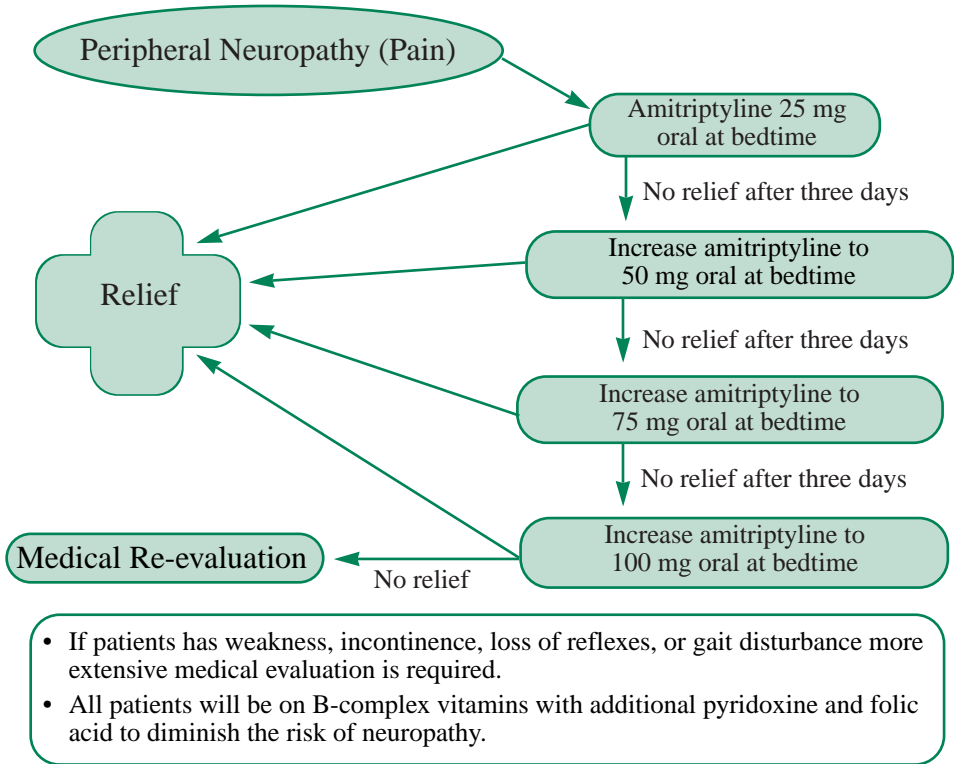 Peripheral Neuropathy (Pain)
Amitriptyline 25 mg
oral at bedtime
No relief after three days
Increase amitriptyline to
50 mg oral at bedtime
Relief
No relief after three days
Increase amitriptyline to
75 mg oral at bedtime
No relief after three days
Increase amitriptyline to
100 mg oral at bedtime
Medical Re-evaluation
No relief
• If patients has weakness, incontinence, loss of reflexes, or gait disturbance more
extensive medical evaluation is required.
• All patients will be on B-complex vitamins with additional pyridoxine and folic
acid to diminish the risk of neuropathy.